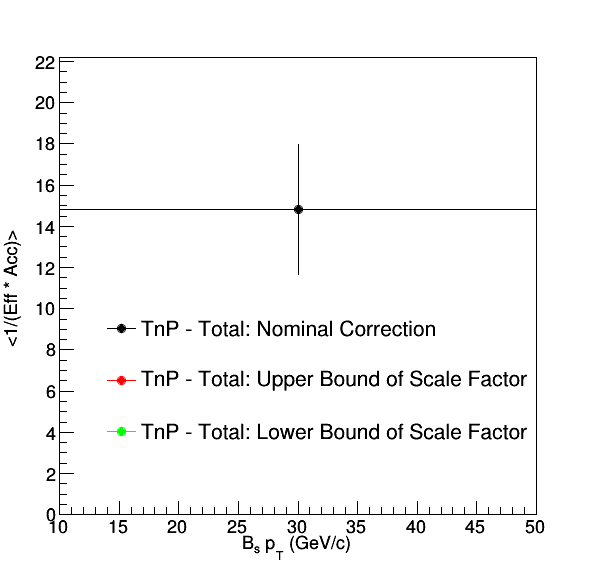 <1/(Eff * Acc)>
22
20
18
16
14
12
10
8
6
4
2
0
TnP - Total: Nominal Correction
TnP - Total: Upper Bound of Scale Factor
TnP - Total: Lower Bound of Scale Factor
10 15 20 25 30 35 40 45 50
Bs pT (GeV/c)